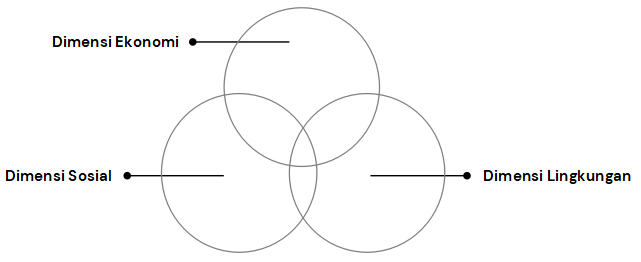 Dimensi Ekonomi
Dimensi Sosial
Dimensi Lingkungan